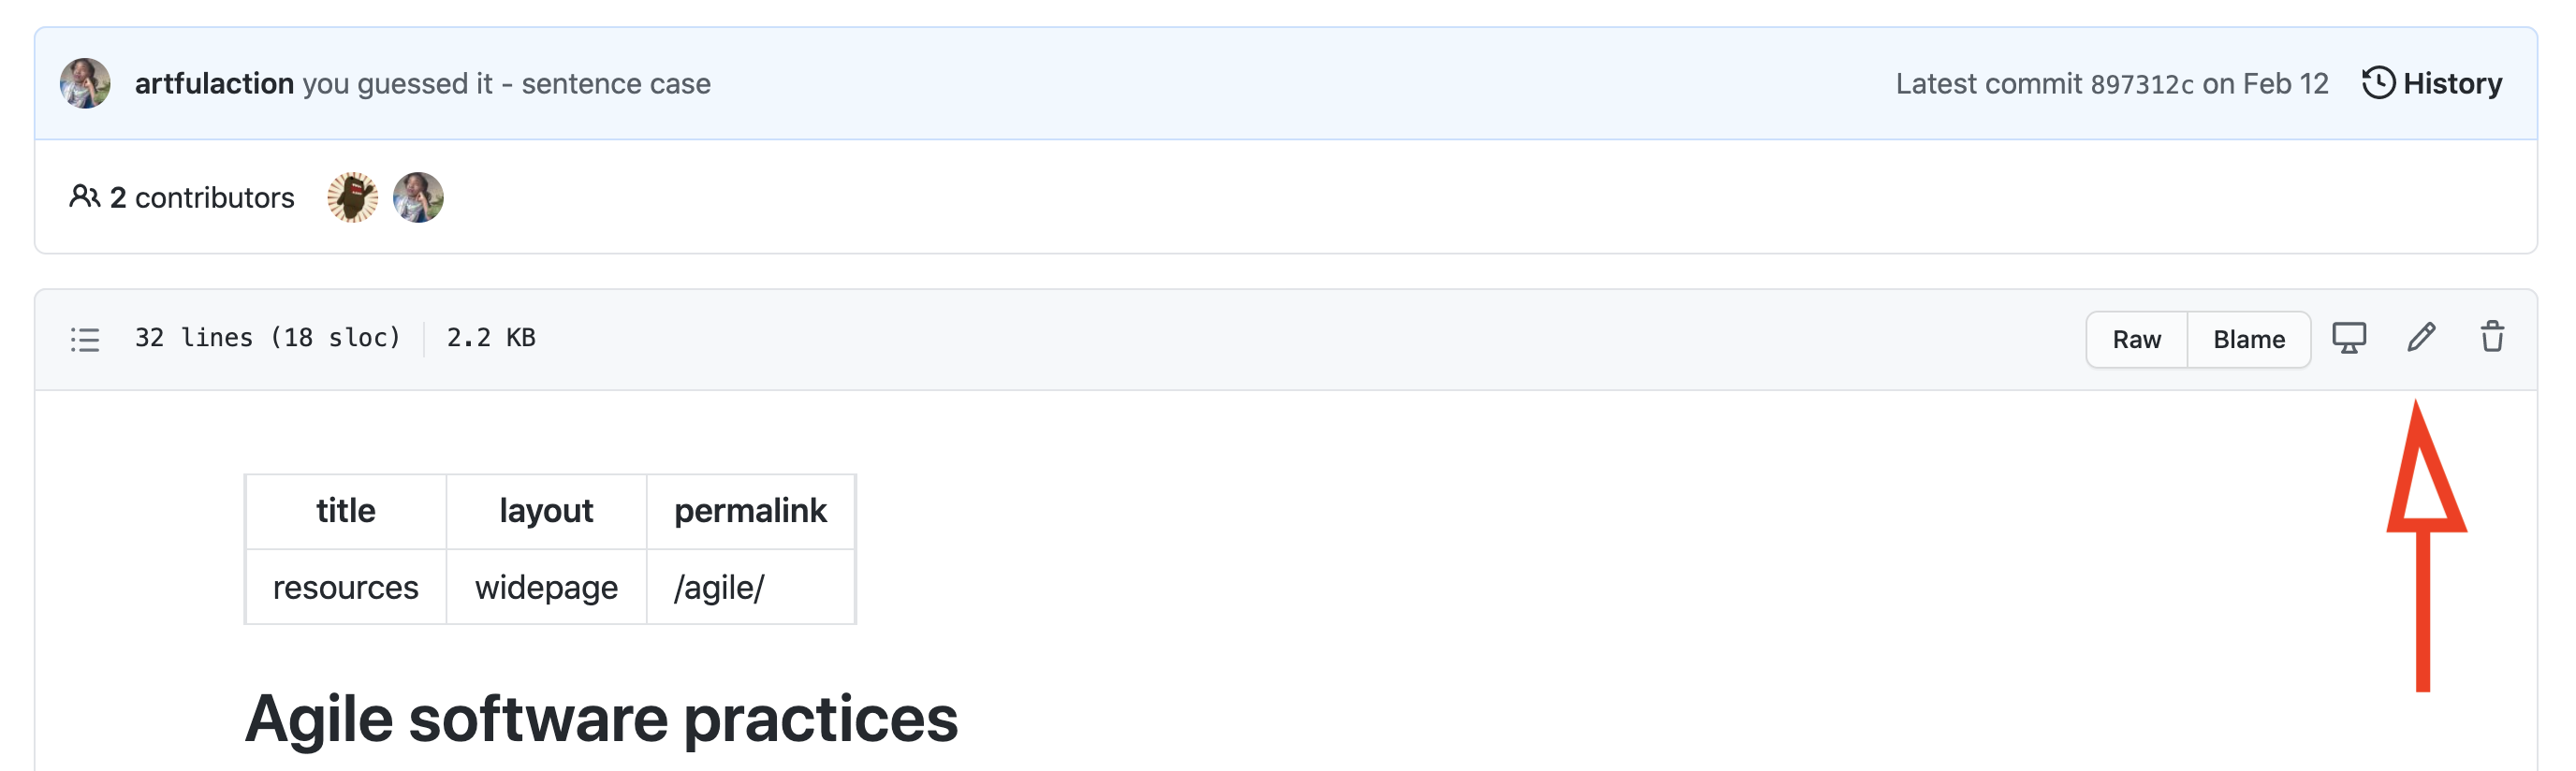 artfulaction you guessed it - sentence case Latest commit 897312c on Feb 12 History
2 contributors
32 lines (18 sloc) 2.2 KB Raw Blame
title layout permalink
resources widepage /agile/
Agile software practices